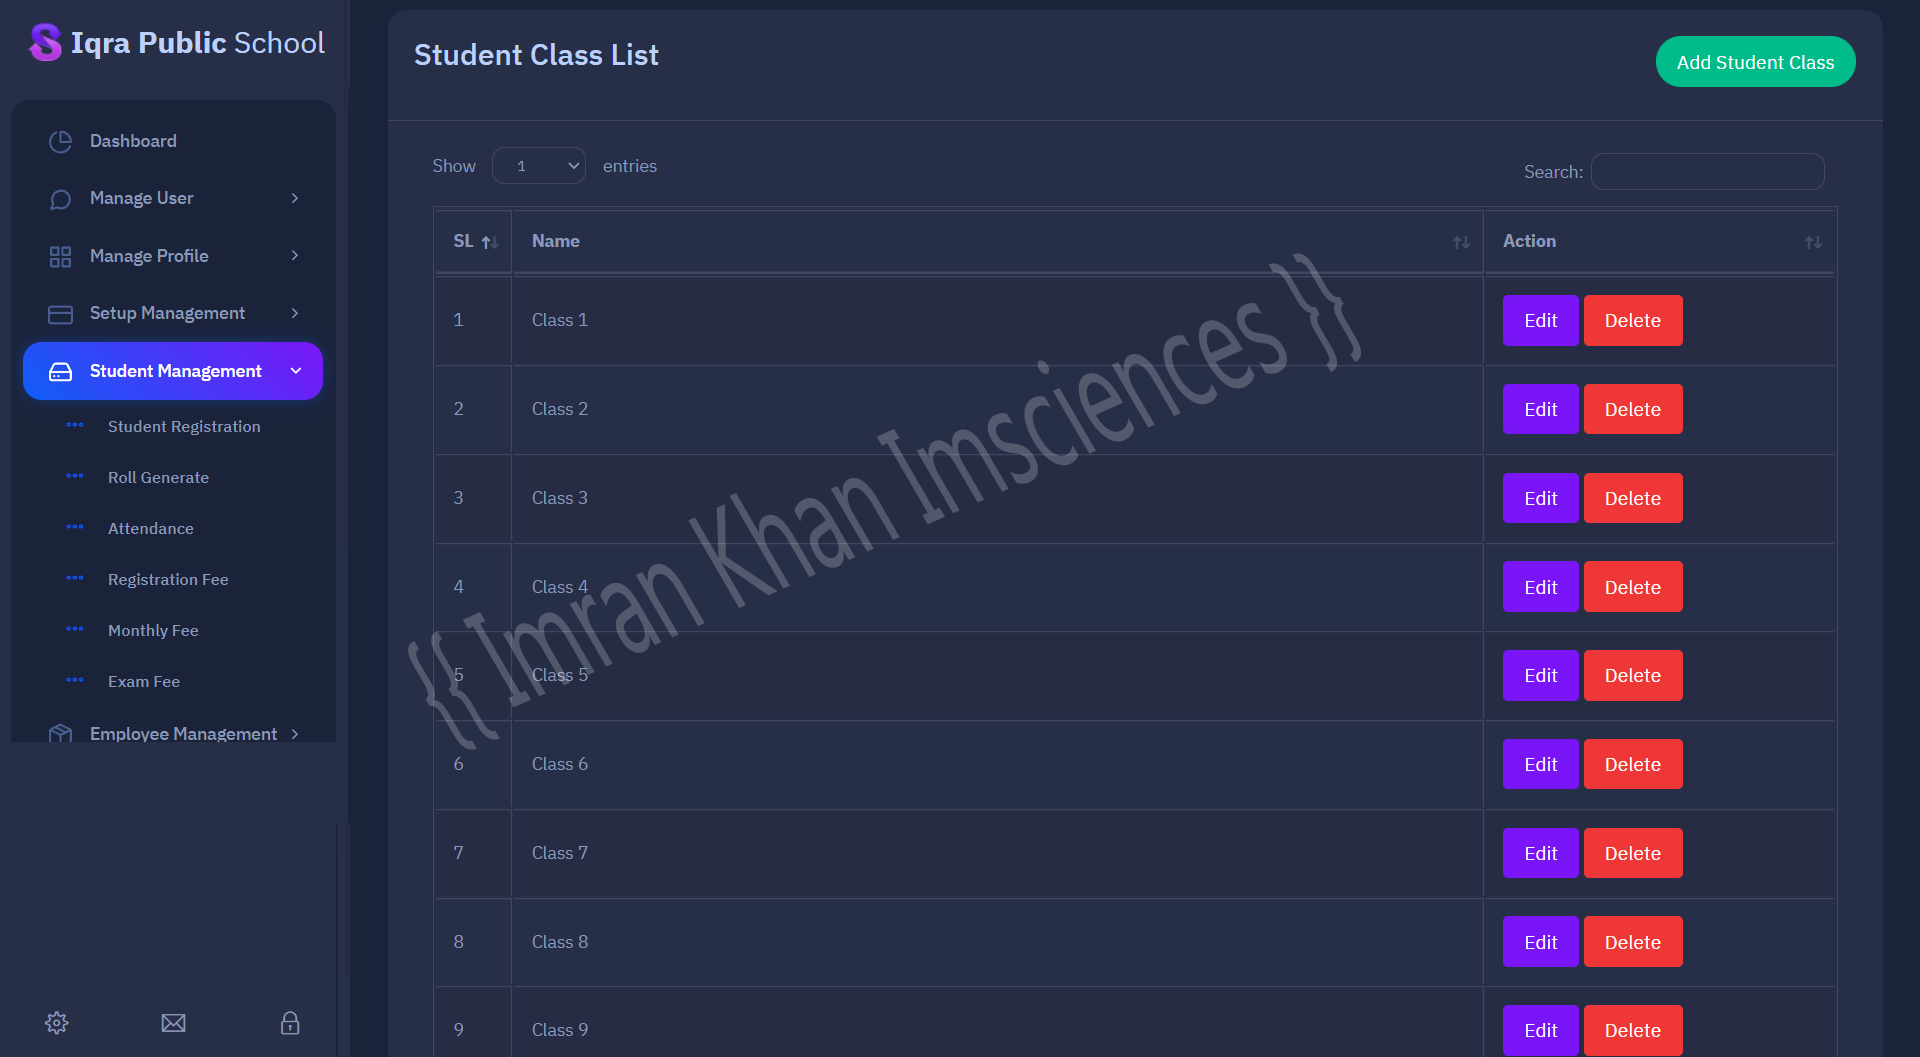 Iqra Public School
Dashboard
Manage User
Manage Profile
Setup Management
Student Management
Student Registration
Roll Generate
Attendance
Registration Fee
Monthly Fee
Exam Fee
Employee Management
Student Class List
Add Student Class
Show 1 entries
Search:
SL Name Action
1 Class 1 Edit Delete
2 Class 2 Edit Delete
3 Class 3 Edit Delete
4 Class 4 Edit Delete
5 Class 5 Edit Delete
6 Class 6 Edit Delete
7 Class 7 Edit Delete
8 Class 8 Edit Delete
9 Class 9 Edit Delete
{{ Imran Khan Imsciences }}